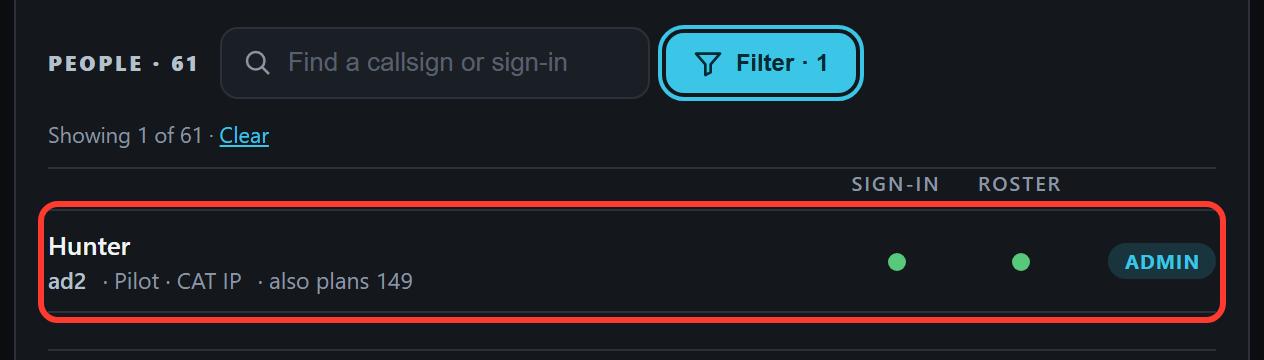 PEOPLE · 61
Find a callsign or sign-in
Filter · 1
Showing 1 of 61 · Clear
SIGN-IN ROSTER
Hunter
ad2 · Pilot · CAT IP · also plans 149
ADMIN